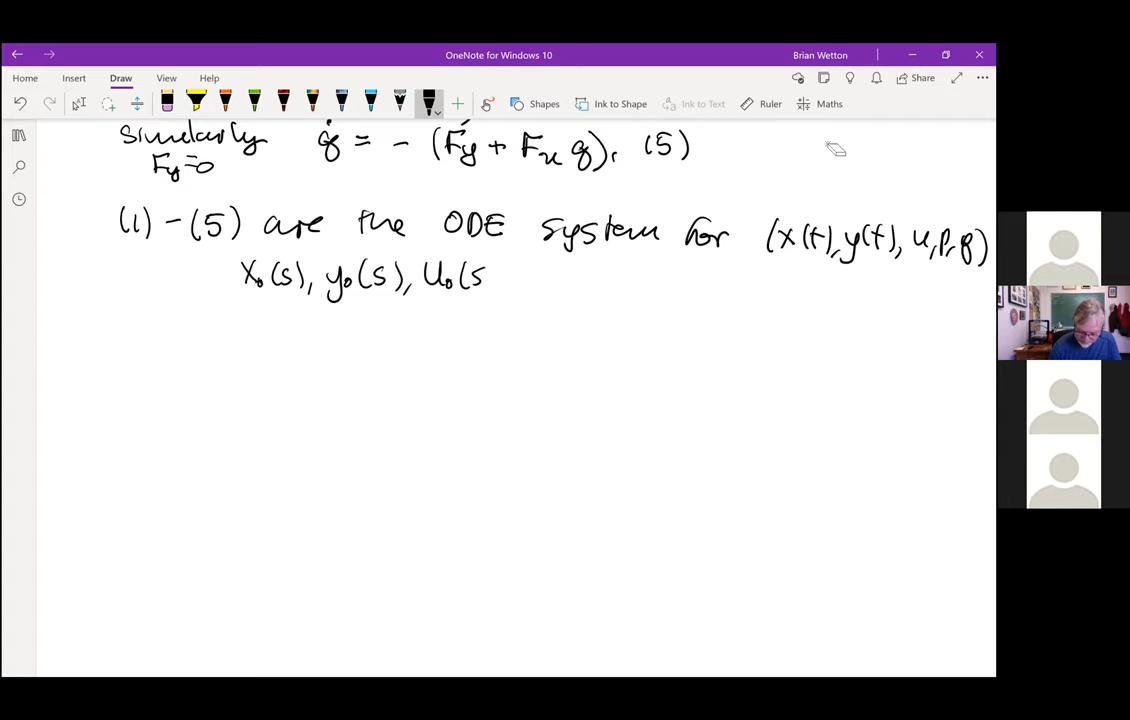 OneNote for Windows 10
Brian Wetton
Home Insert Draw View Help
Share
Shapes Ink to Shape Ink to Text Ruler Maths
Similarly q̇ = - (Fy + Fu q). (5)
Fy=0
(1) - (5) are the ODE system for (x(t), y(t), u, p, q)
x₀(s), y₀(s), u₀(s